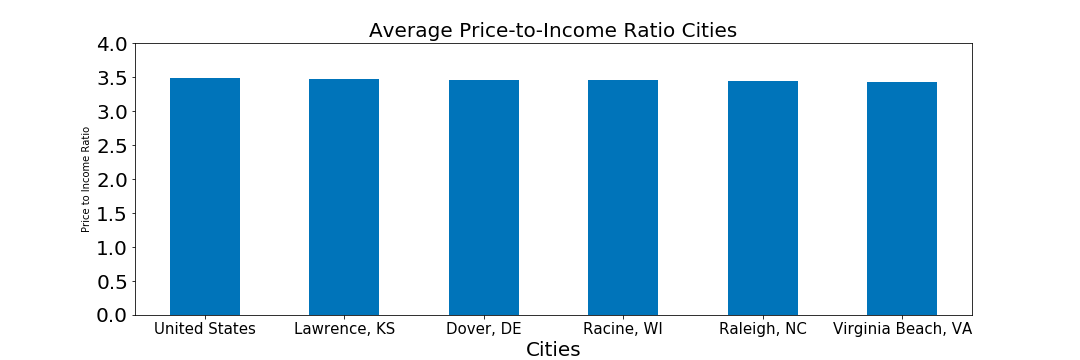 Average Price-to-Income Ratio Cities
Price to Income Ratio
4.0
3.5
3.0
2.5
2.0
1.5
1.0
0.5
0.0
United States Lawrence, KS Dover, DE Racine, WI Raleigh, NC Virginia Beach, VA
Cities